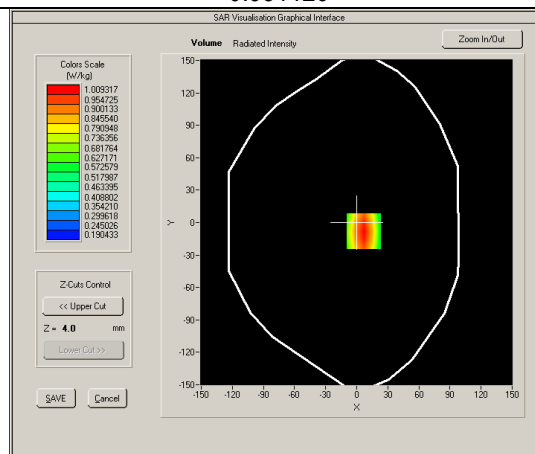 SAR Visualisation Graphical Interface
Volume Radiated Intensity
Zoom In/Out
Colors Scale
(W/kg)
1.009317
0.954725
0.900133
0.845540
0.790948
0.736356
0.681764
0.627171
0.572579
0.517987
0.463395
0.408802
0.354210
0.299618
0.245026
0.190433
Z-Cuts Control
<< Upper Cut
Z = 4.0 mm
Lower Cut >>
SAVE
Cancel
150-
120-
90-
60-
30-
0-
-30-
-60-
-90-
-120-
-150-
Y
-150 -120 -90 -60 -30 0 30 60 90 120 150
X